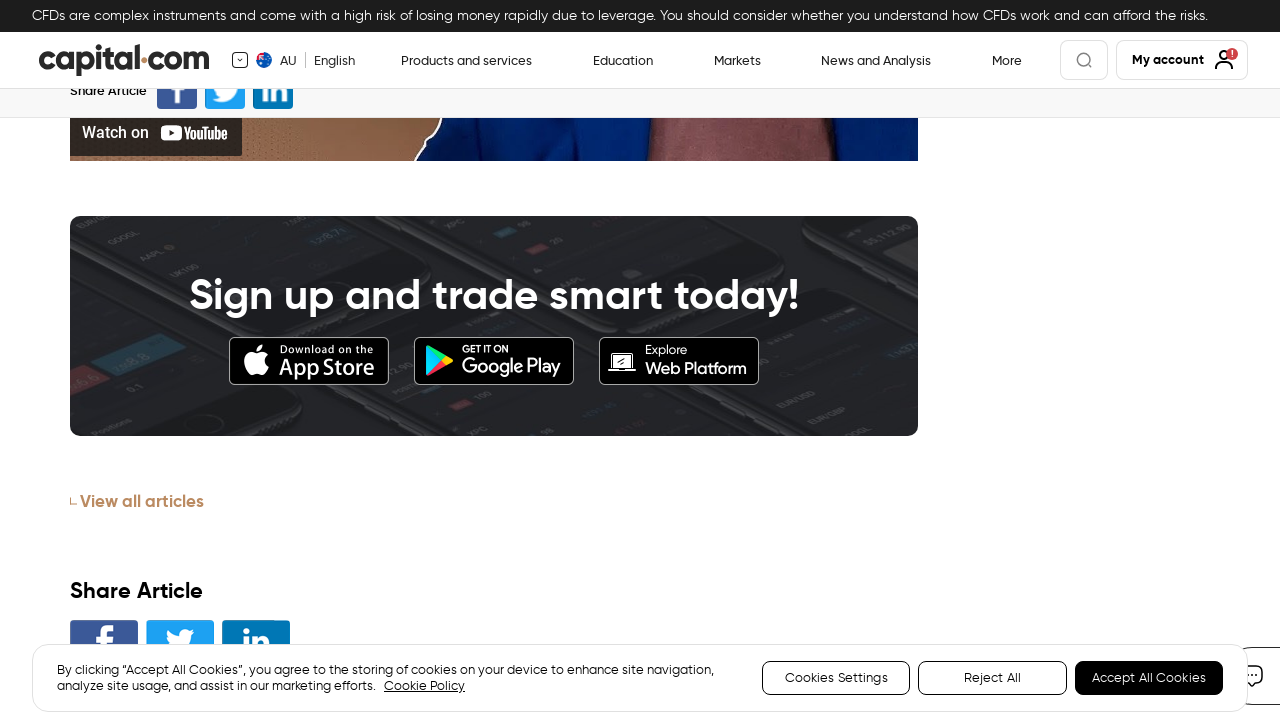 CFDs are complex instruments and come with a high risk of losing money rapidly due to leverage. You should consider whether you understand how CFDs work and can afford the risks.
capital.com
AU
English
Products and services
Education
Markets
News and Analysis
More
My account
Share Article
Watch on YouTube
Sign up and trade smart today!
Download on the
App Store
GET IT ON
Google Play
Explore
Web Platform
View all articles
Share Article
By clicking “Accept All Cookies”, you agree to the storing of cookies on your device to enhance site navigation,
analyze site usage, and assist in our marketing efforts. Cookie Policy
Cookies Settings
Reject All
Accept All Cookies